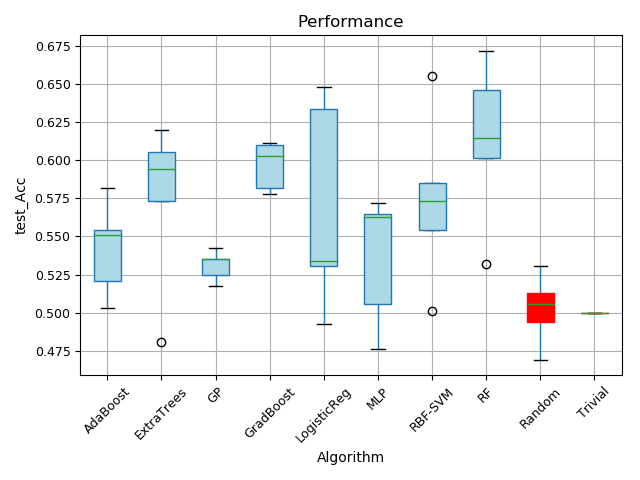 Performance
test_Acc
0.675
0.650
0.625
0.600
0.575
0.550
0.525
0.500
0.475
AdaBoost
ExtraTrees
GP
GradBoost
LogisticReg
MLP
RBF-SVM
RF
Random
Trivial
Algorithm